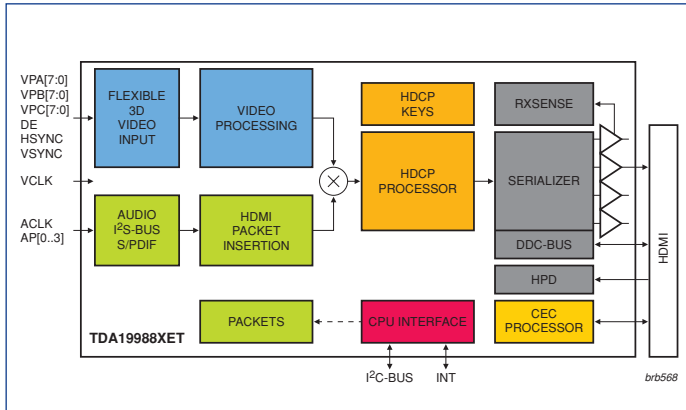 VPA[7:0]
VPB[7:0]
VPC[7:0]
DE
HSYNC
VSYNC
VCLK
ACLK
AP[0..3]
FLEXIBLE
3D
VIDEO
INPUT
VIDEO
PROCESSING
HDCP
KEYS
RXSENSE
HDCP
PROCESSOR
SERIALIZER
AUDIO
I²S-BUS
S/PDIF
HDMI
PACKET
INSERTION
DDC-BUS
HPD
HDMI
PACKETS
CPU INTERFACE
CEC
PROCESSOR
TDA19988XET
I²C-BUS
INT
brb568